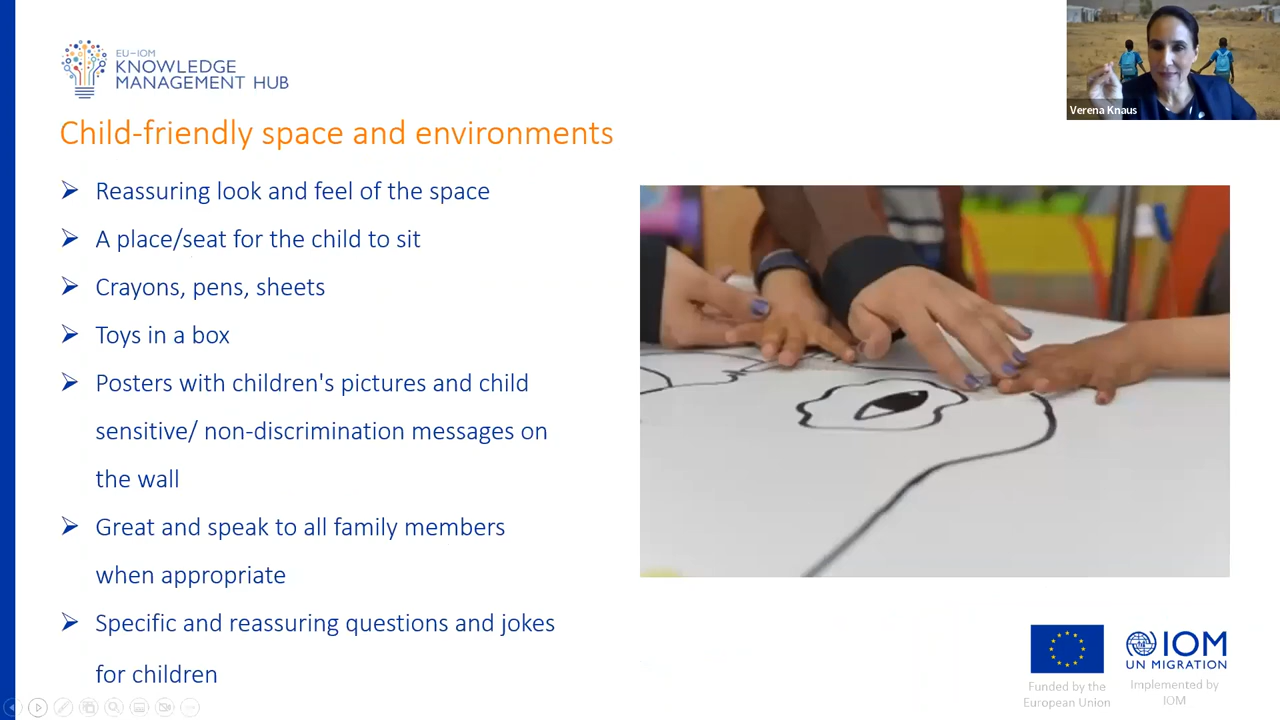 EU–IOM
KNOWLEDGE
MANAGEMENT HUB
Verena Knaus
Child-friendly space and environments
Reassuring look and feel of the space
A place/seat for the child to sit
Crayons, pens, sheets
Toys in a box
Posters with children's pictures and child
sensitive/ non-discrimination messages on
the wall
Great and speak to all family members
when appropriate
Specific and reassuring questions and jokes
for children
IOM
UN MIGRATION
Funded by the
European Union
Implemented by
IOM